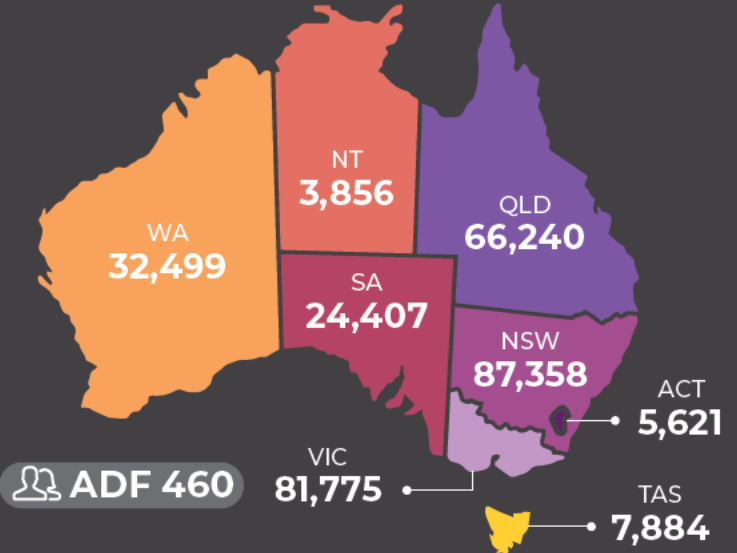 NT
3,856
QLD
66,240
WA
32,499
SA
24,407
NSW
87,358
ACT
5,621
VIC
81,775
ADF 460
TAS
7,884